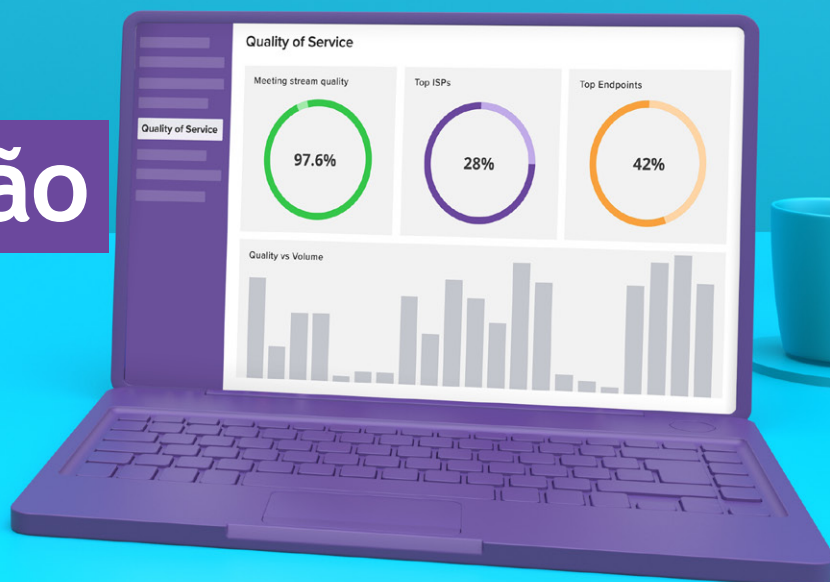 Quality of Service
Meeting stream quality
Top ISPs
Top Endpoints
Quality of Service
97.6%
28%
42%
ão
Quality vs Volume